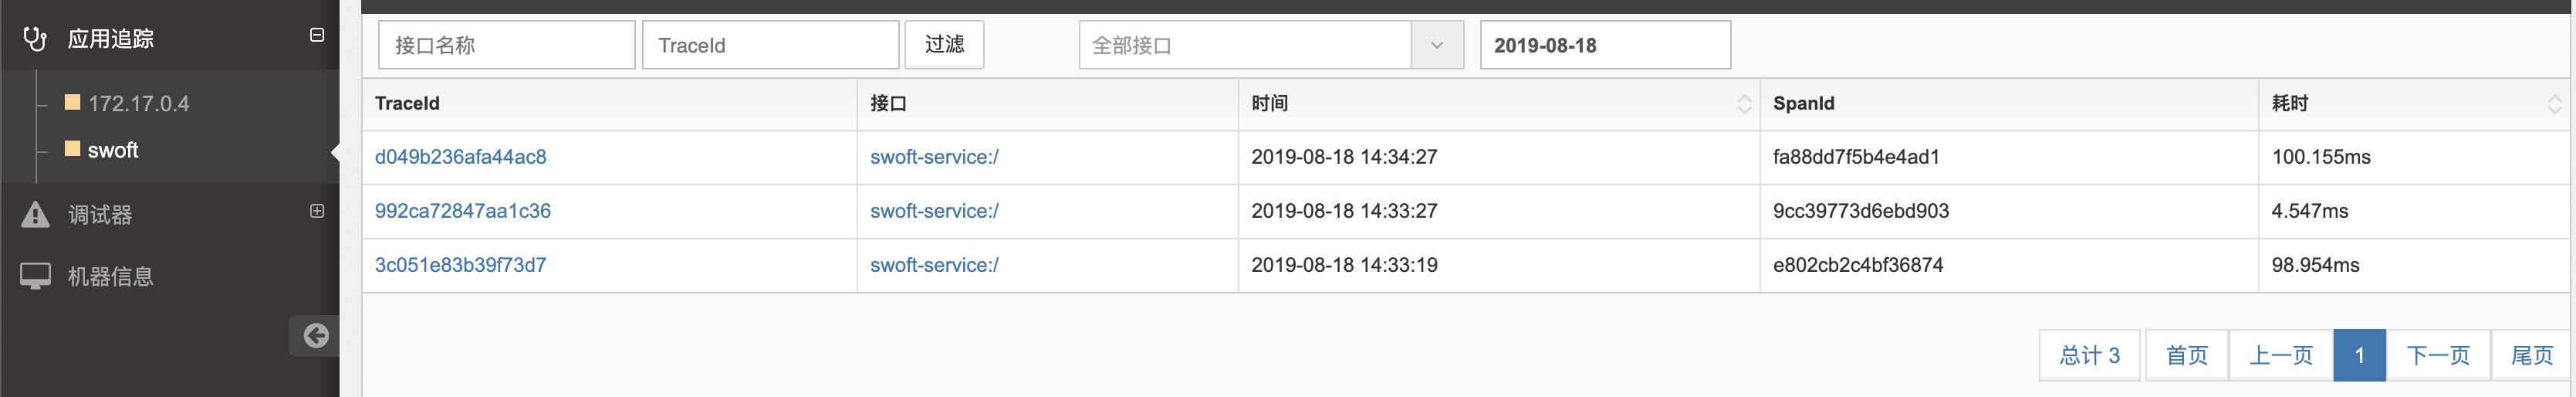 应用追踪
172.17.0.4
swoft
调试器
机器信息
接口名称 TraceId 过滤 全部接口 2019-08-18
TraceId 接口 时间 SpanId 耗时
d049b236afa44ac8 swoft-service:/ 2019-08-18 14:34:27 fa88dd7f5b4e4ad1 100.155ms
992ca72847aa1c36 swoft-service:/ 2019-08-18 14:33:27 9cc39773d6ebd903 4.547ms
3c051e83b39f73d7 swoft-service:/ 2019-08-18 14:33:19 e802cb2c4bf36874 98.954ms
总计 3 首页 上一页 1 下一页 尾页